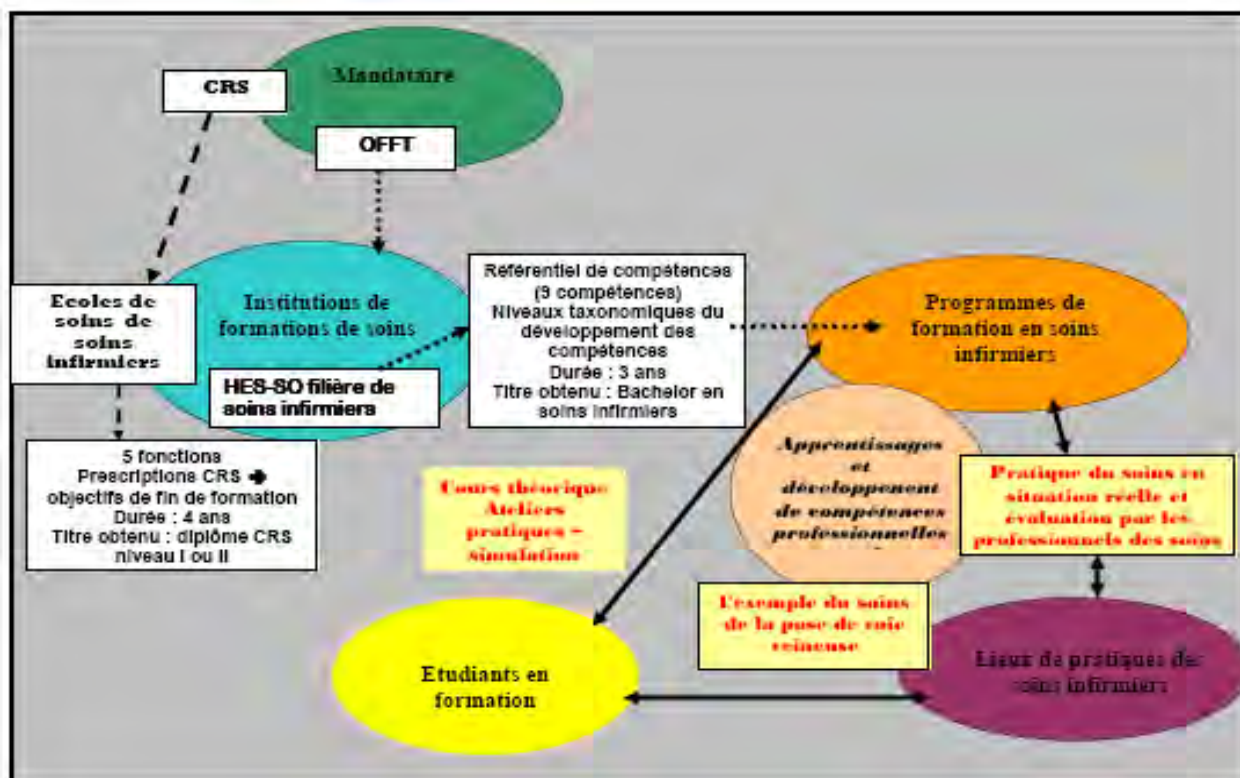 Mandataire
CRS
OFFT
Ecoles de
soins de
soins
infirmiers
Institutions de
formations de soins
HES-SO filière de
soins infirmiers
Référentiel de compétences
(9 compétences)
Niveaux taxonomiques du
développement des
compétences
Durée : 3 ans
Titre obtenu : Bachelor en
soins infirmiers
Programmes de
formation en soins
infirmiers
5 fonctions
Prescriptions CRS ➔
objectifs de fin de formation
Durée : 4 ans
Titre obtenu : diplôme CRS
niveau I ou II
Cours théorique
Ateliers
pratiques –
simulation
Apprentissages
et
développement
de compétences
professionnelles
Pratique du soins en
situation réelle et
évaluation par les
professionnels des soins
L'exemple du soins
de la pose de voie
veineuse
Etudiants en
formation
Lieux de pratiques des
soins infirmiers